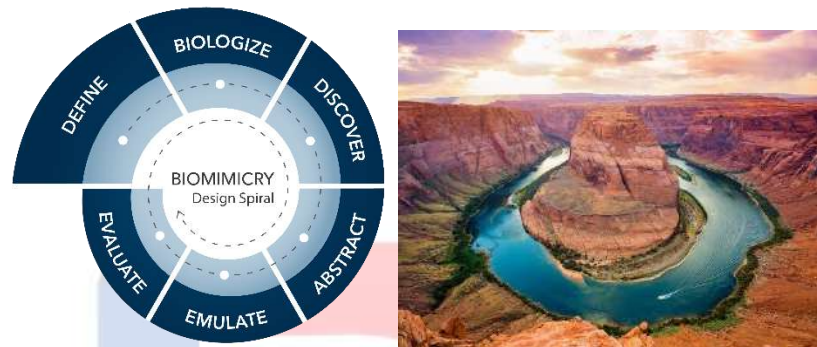 DEFINE
BIOLOGIZE
DISCOVER
ABSTRACT
EMULATE
EVALUATE
BIOMIMICRY
Design Spiral